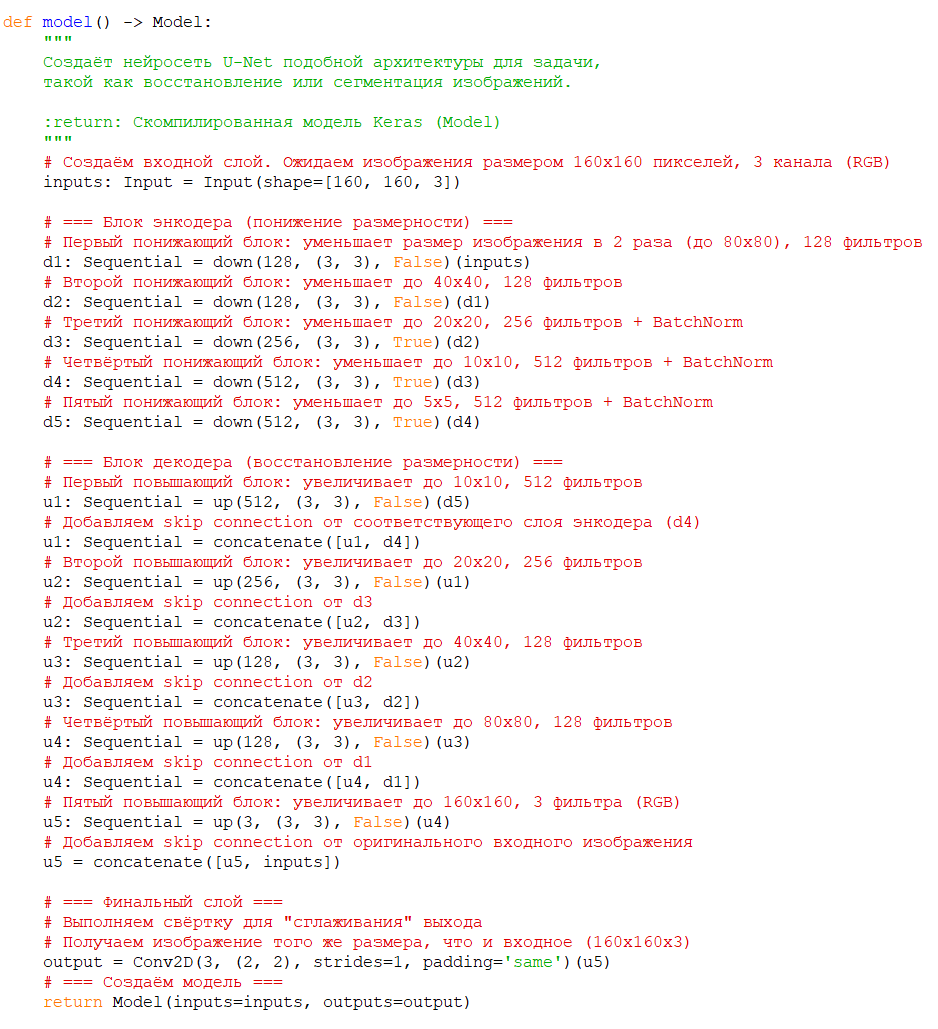 def model() -> Model:
    """
    Создаёт нейросеть U-Net подобной архитектуры для задачи,
    такой как восстановление или сегментация изображений.

    :return: Скомпилированная модель Keras (Model)
    """
    # Создаём входной слой. Ожидаем изображения размером 160x160 пикселей, 3 канала (RGB)
    inputs: Input = Input(shape=[160, 160, 3])

    # === Блок энкодера (понижение размерности) ===
    # Первый понижающий блок: уменьшает размер изображения в 2 раза (до 80x80), 128 фильтров
    d1: Sequential = down(128, (3, 3), False)(inputs)
    # Второй понижающий блок: уменьшает до 40x40, 128 фильтров
    d2: Sequential = down(128, (3, 3), False)(d1)
    # Третий понижающий блок: уменьшает до 20x20, 256 фильтров + BatchNorm
    d3: Sequential = down(256, (3, 3), True)(d2)
    # Четвёртый понижающий блок: уменьшает до 10x10, 512 фильтров + BatchNorm
    d4: Sequential = down(512, (3, 3), True)(d3)
    # Пятый понижающий блок: уменьшает до 5x5, 512 фильтров + BatchNorm
    d5: Sequential = down(512, (3, 3), True)(d4)

    # === Блок декодера (восстановление размерности) ===
    # Первый повышающий блок: увеличивает до 10x10, 512 фильтров
    u1: Sequential = up(512, (3, 3), False)(d5)
    # Добавляем skip connection от соответствующего слоя энкодера (d4)
    u1: Sequential = concatenate([u1, d4])
    # Второй повышающий блок: увеличивает до 20x20, 256 фильтров
    u2: Sequential = up(256, (3, 3), False)(u1)
    # Добавляем skip connection от d3
    u2: Sequential = concatenate([u2, d3])
    # Третий повышающий блок: увеличивает до 40x40, 128 фильтров
    u3: Sequential = up(128, (3, 3), False)(u2)
    # Добавляем skip connection от d2
    u3: Sequential = concatenate([u3, d2])
    # Четвёртый повышающий блок: увеличивает до 80x80, 128 фильтров
    u4: Sequential = up(128, (3, 3), False)(u3)
    # Добавляем skip connection от d1
    u4: Sequential = concatenate([u4, d1])
    # Пятый повышающий блок: увеличивает до 160x160, 3 фильтра (RGB)
    u5: Sequential = up(3, (3, 3), False)(u4)
    # Добавляем skip connection от оригинального входного изображения
    u5 = concatenate([u5, inputs])

    # === Финальный слой ===
    # Выполняем свёртку для "сглаживания" выхода
    # Получаем изображение того же размера, что и входное (160x160x3)
    output = Conv2D(3, (2, 2), strides=1, padding='same')(u5)
    # === Создаём модель ===
    return Model(inputs=inputs, outputs=output)